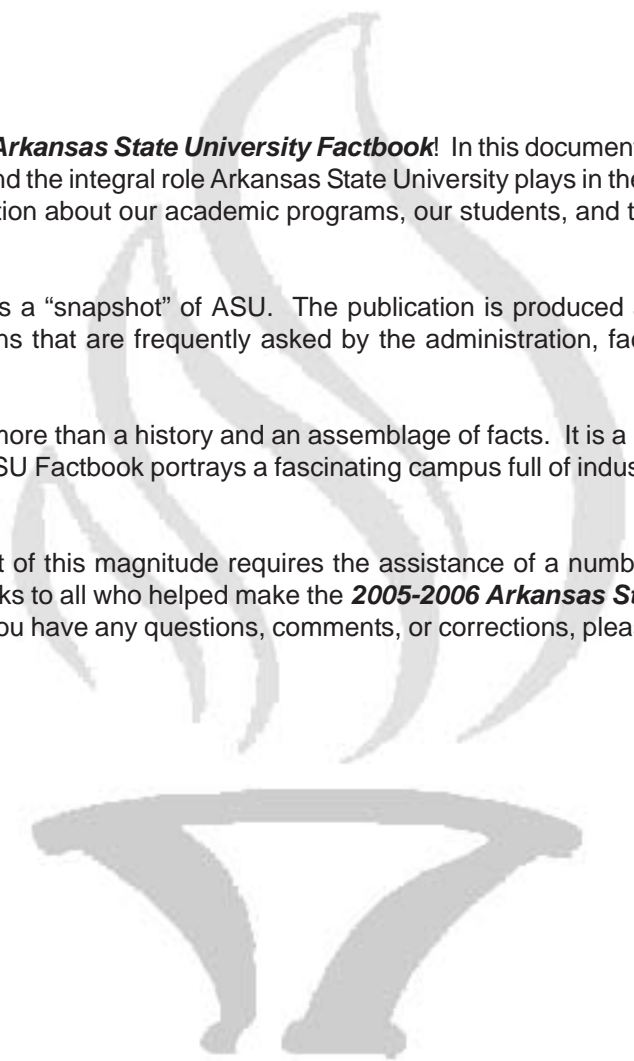 Arkansas State University Factbook! In this document
nd the integral role Arkansas State University plays in the
tion about our academic programs, our students, and t
s a “snapshot” of ASU. The publication is produced
ns that are frequently asked by the administration, fac
more than a history and an assemblage of facts. It is a
SU Factbook portrays a fascinating campus full of indus
t of this magnitude requires the assistance of a numb
ks to all who helped make the 2005-2006 Arkansas St
ou have any questions, comments, or corrections, plea